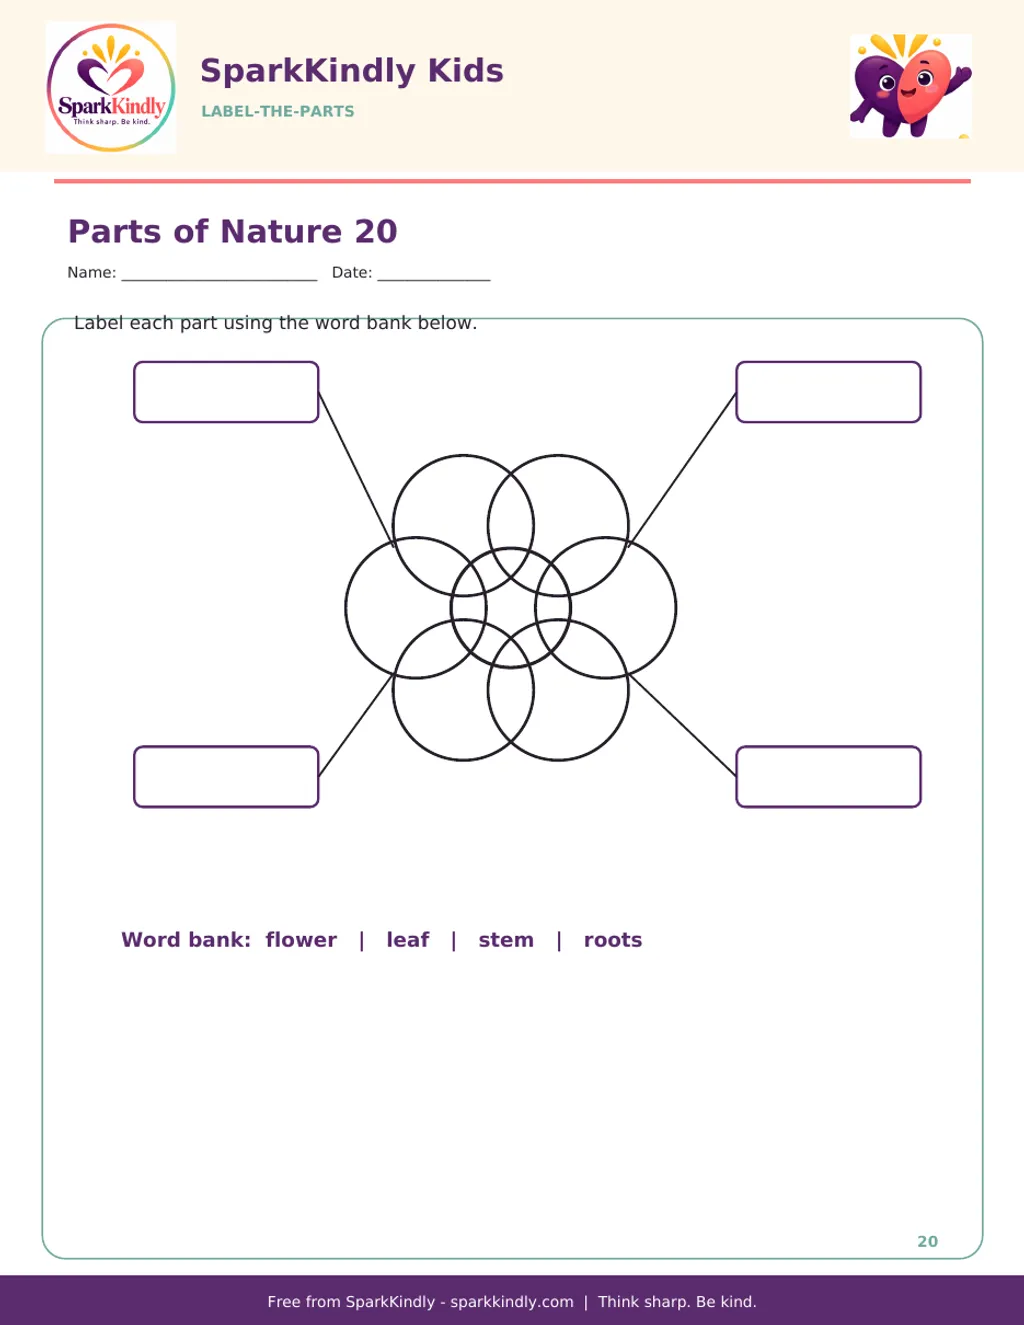 SparkKindly
Think sharp. Be kind.
SparkKindly Kids
LABEL-THE-PARTS
Parts of Nature 20
Name: __________________________ Date: _______________
Label each part using the word bank below.
Word bank: flower | leaf | stem | roots
20
Free from SparkKindly - sparkkindly.com | Think sharp. Be kind.